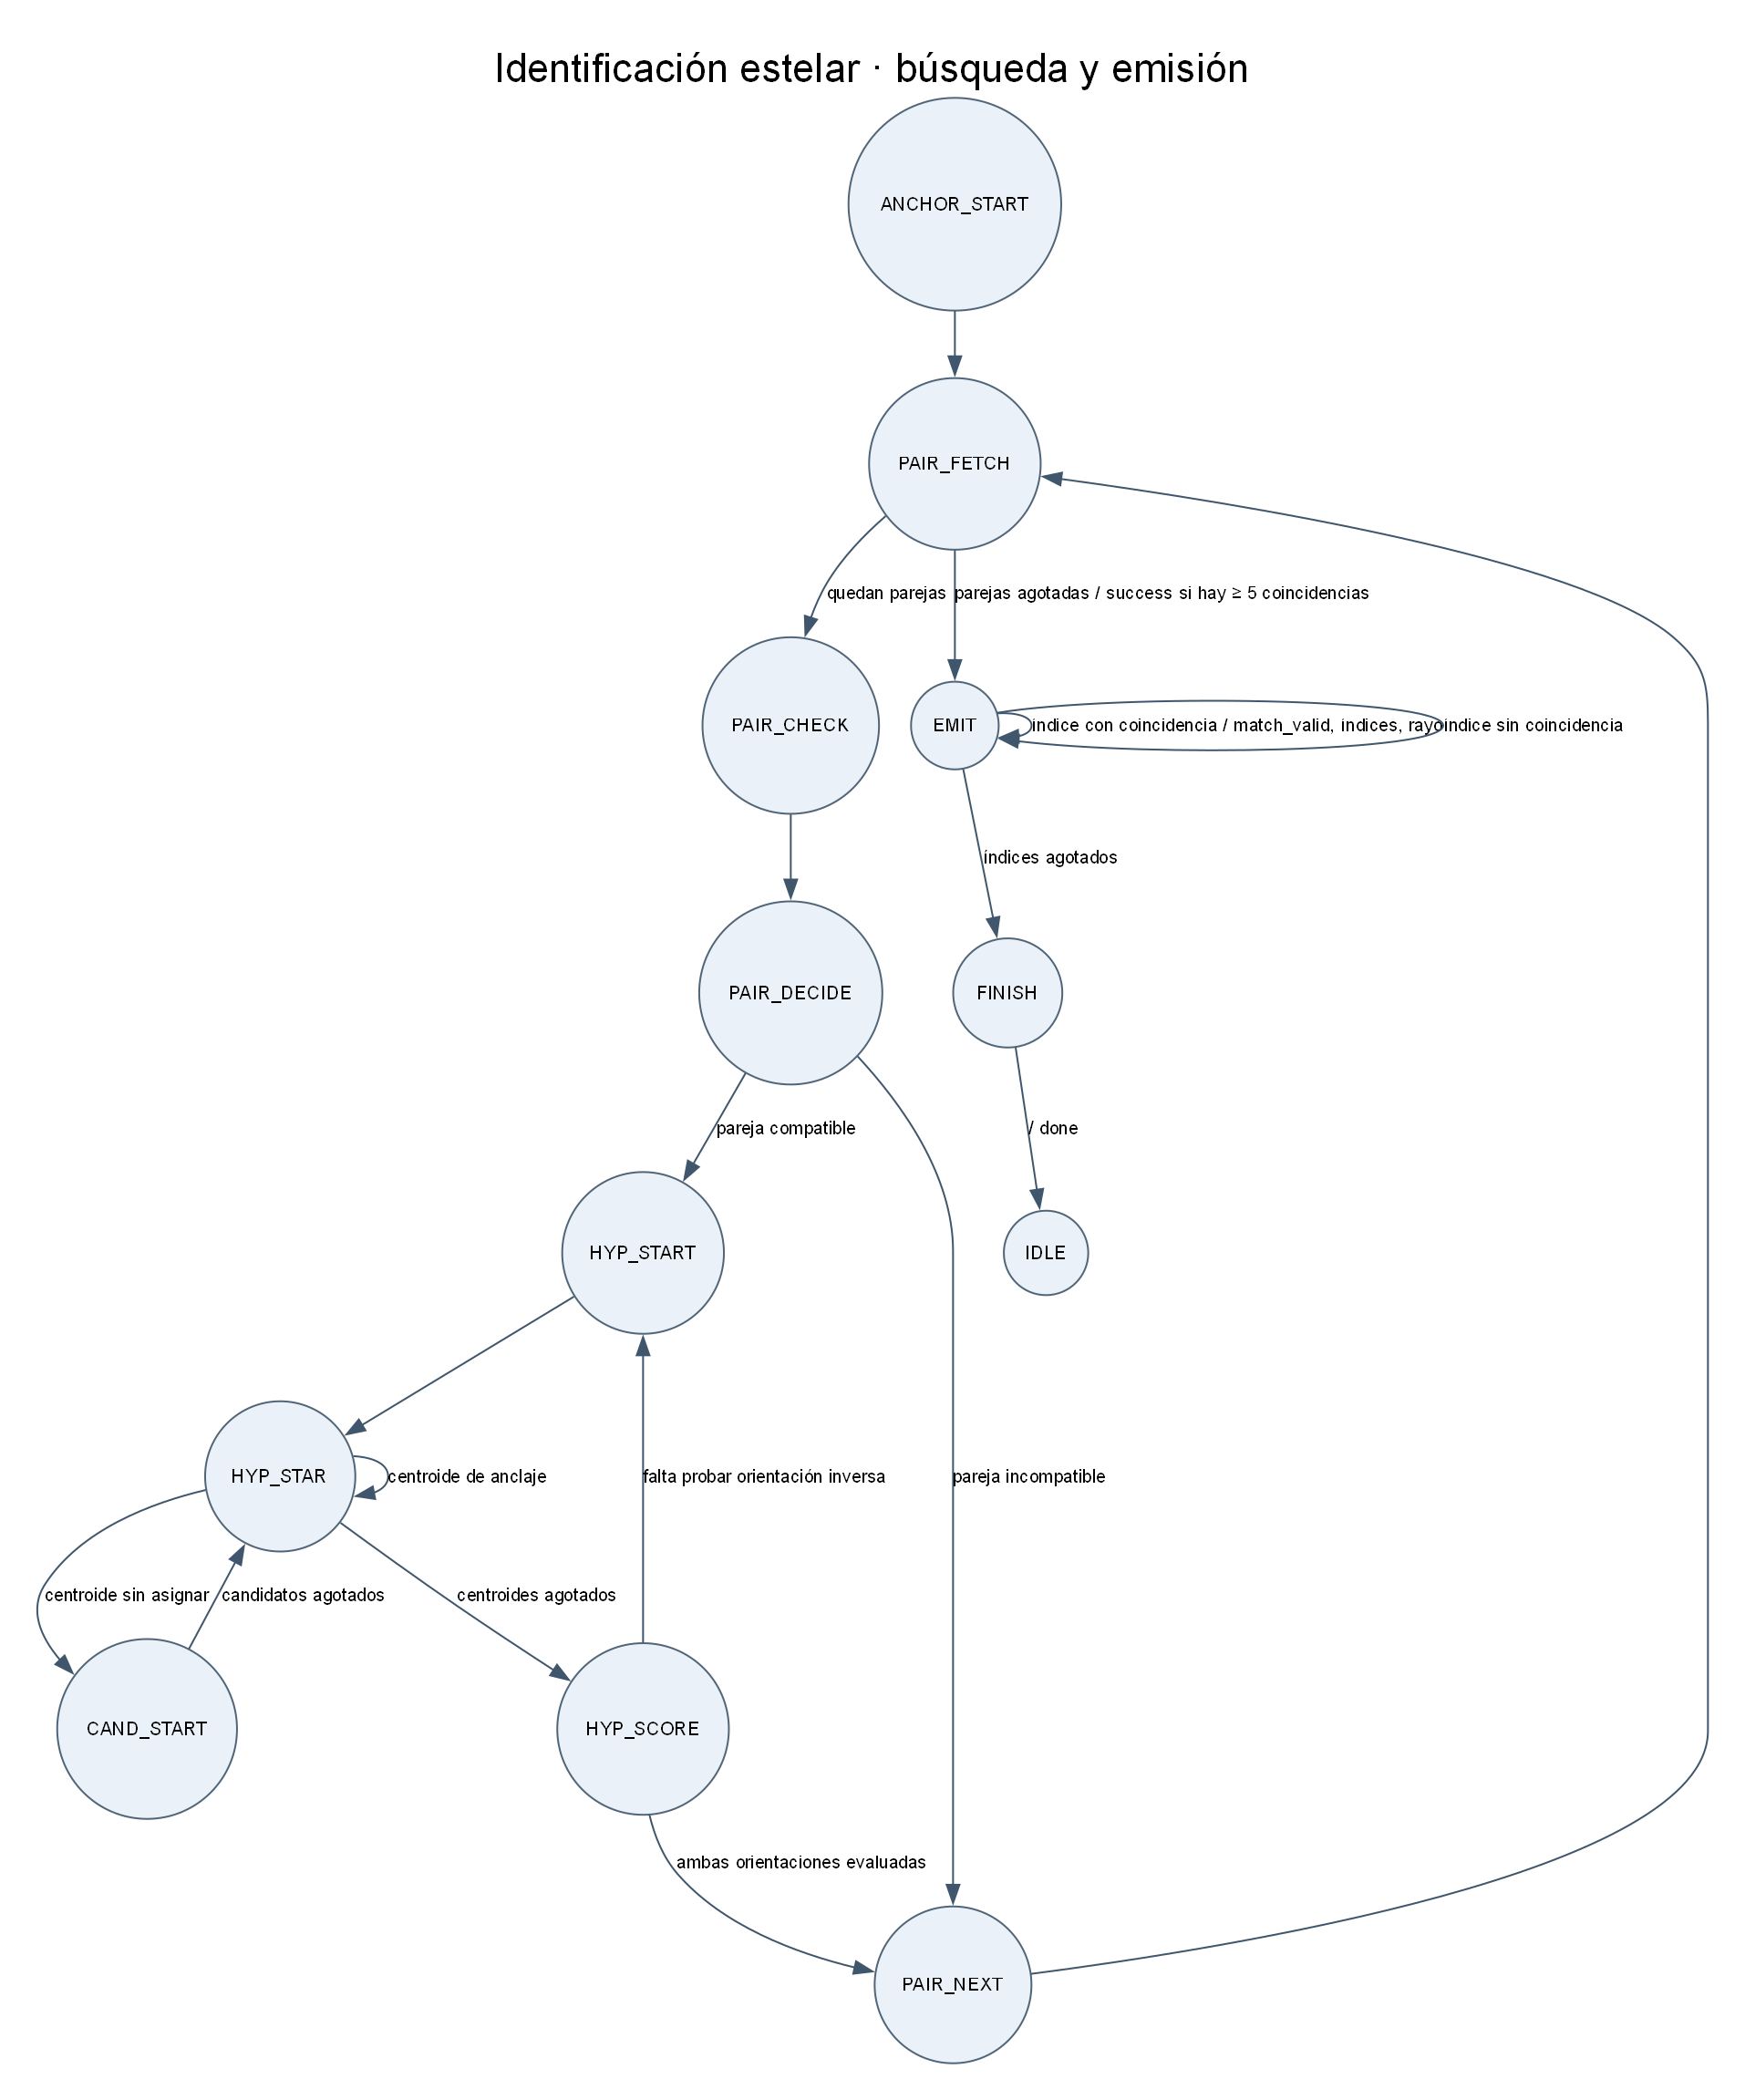 Identificación estelar · búsqueda y emisión
ANCHOR_START
PAIR_FETCH
quedan parejas
parejas agotadas / success si hay ≥ 5 coincidencias
PAIR_CHECK
EMIT
índice con coincidencia / match_valid, índices, rayo
índice sin coincidencia
índices agotados
PAIR_DECIDE
FINISH
pareja compatible
/ done
HYP_START
IDLE
HYP_STAR
centroide de anclaje
falta probar orientación inversa
pareja incompatible
centroide sin asignar
candidatos agotados
centroides agotados
CAND_START
HYP_SCORE
ambas orientaciones evaluadas
PAIR_NEXT